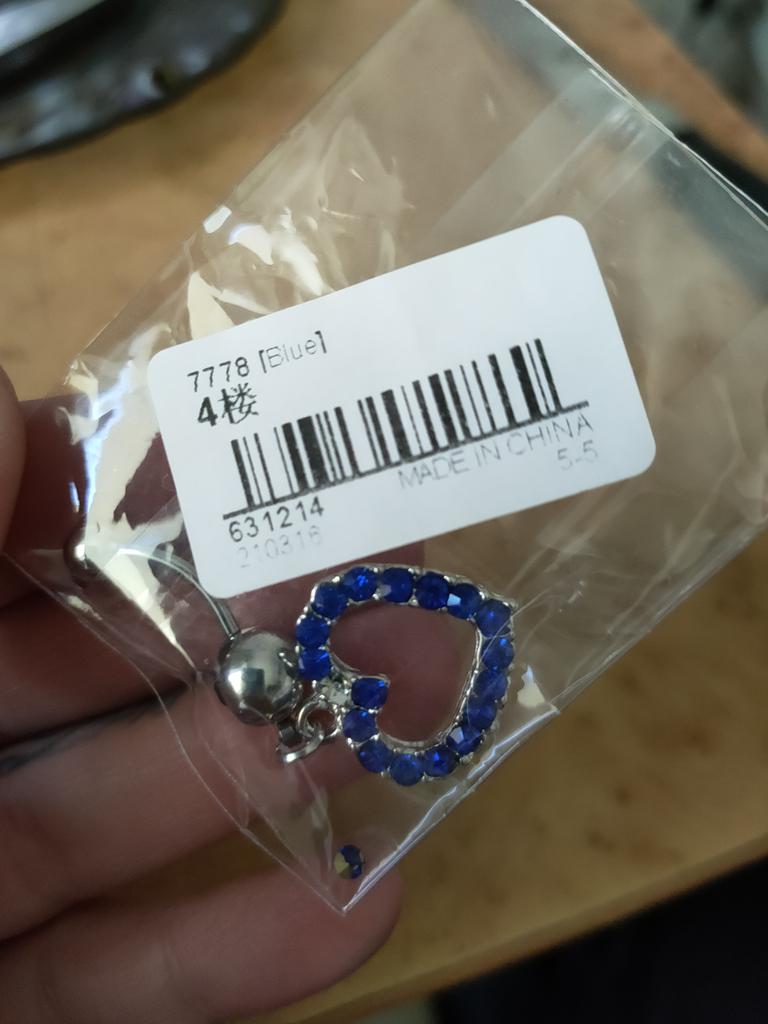 7778 [Blue]
4楼
MADE IN CHINA
5-5
631214
210316